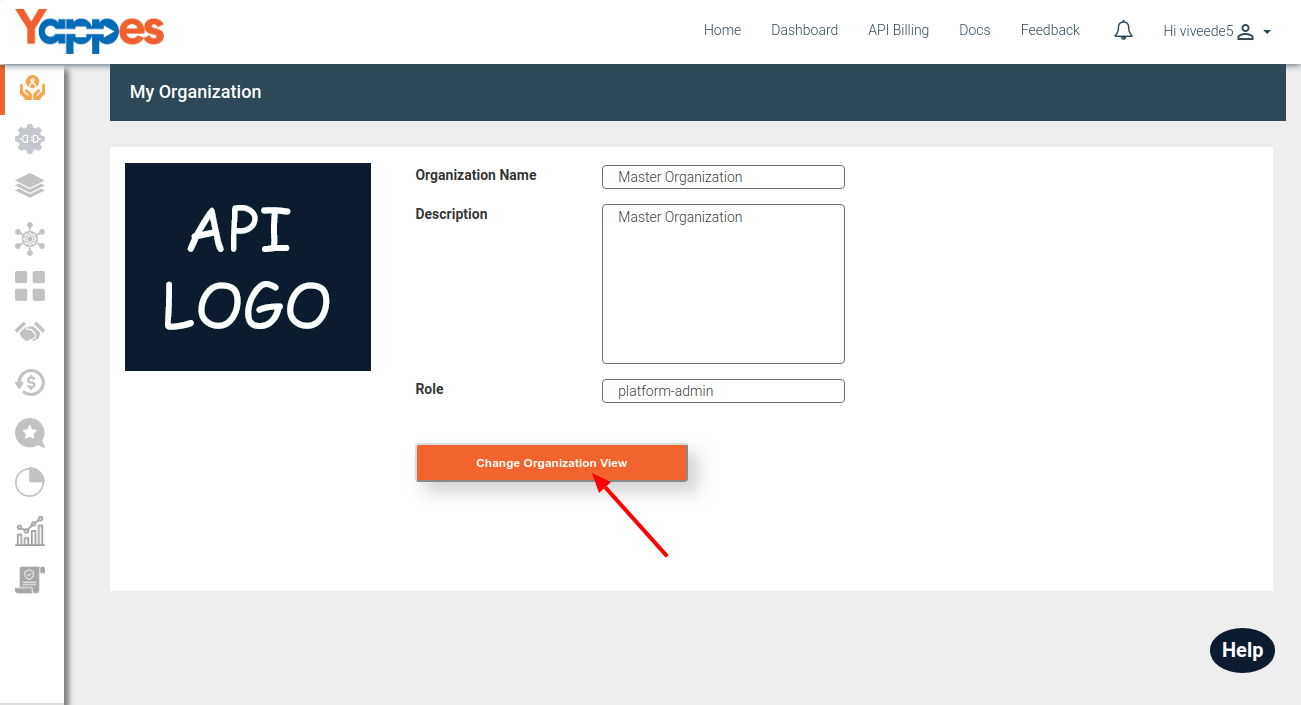 Yappes
Home Dashboard API Billing Docs Feedback Hi viveede5
My Organization
API
LOGO
Organization Name Master Organization
Description Master Organization
Role platform-admin
Change Organization View
Help